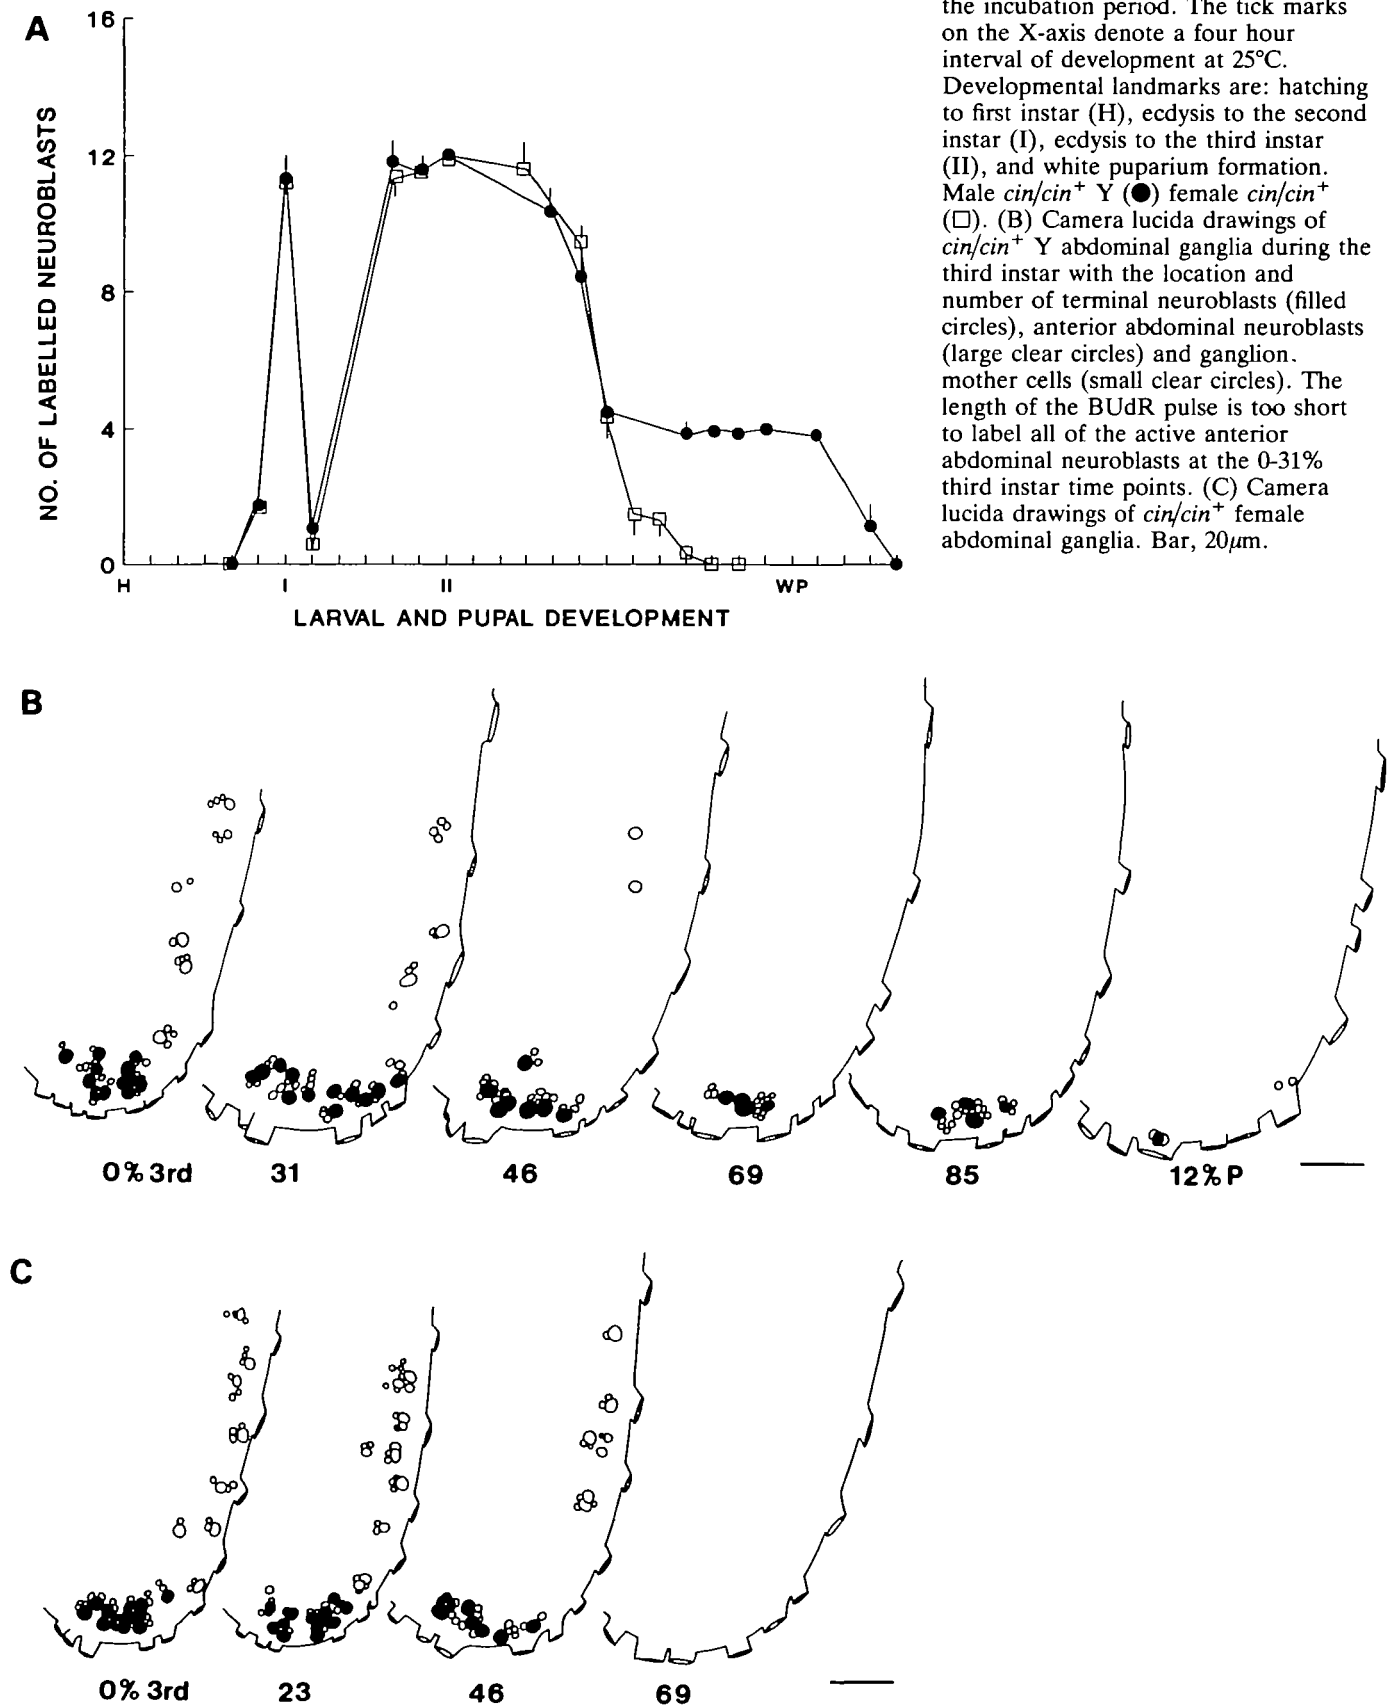 A
16
12
8
4
0
NO. OF LABELLED NEUROBLASTS
H I II WP
LARVAL AND PUPAL DEVELOPMENT
the incubation period. The tick marks
on the X-axis denote a four hour
interval of development at 25°C.
Developmental landmarks are: hatching
to first instar (H), ecdysis to the second
instar (I), ecdysis to the third instar
(II), and white puparium formation.
Male cin/cin+ Y (●) female cin/cin+
(□). (B) Camera lucida drawings of
cin/cin+ Y abdominal ganglia during the
third instar with the location and
number of terminal neuroblasts (filled
circles), anterior abdominal neuroblasts
(large clear circles) and ganglion.
mother cells (small clear circles). The
length of the BUdR pulse is too short
to label all of the active anterior
abdominal neuroblasts at the 0-31%
third instar time points. (C) Camera
lucida drawings of cin/cin+ female
abdominal ganglia. Bar, 20μm.
B
0% 3rd 31 46 69 85 12% P
C
0% 3rd 23 46 69